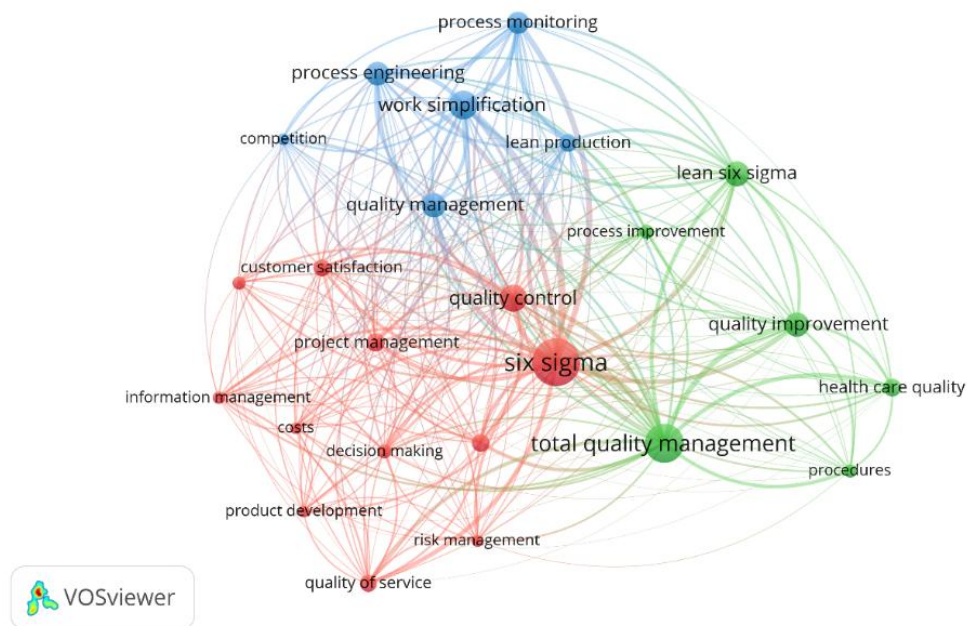 process monitoring
process engineering
work simplification
competition
lean production
lean six sigma
quality management
process improvement
customer satisfaction
quality control
quality improvement
project management
six sigma
health care quality
information management
costs
decision making
total quality management
procedures
product development
risk management
quality of service
VOSviewer